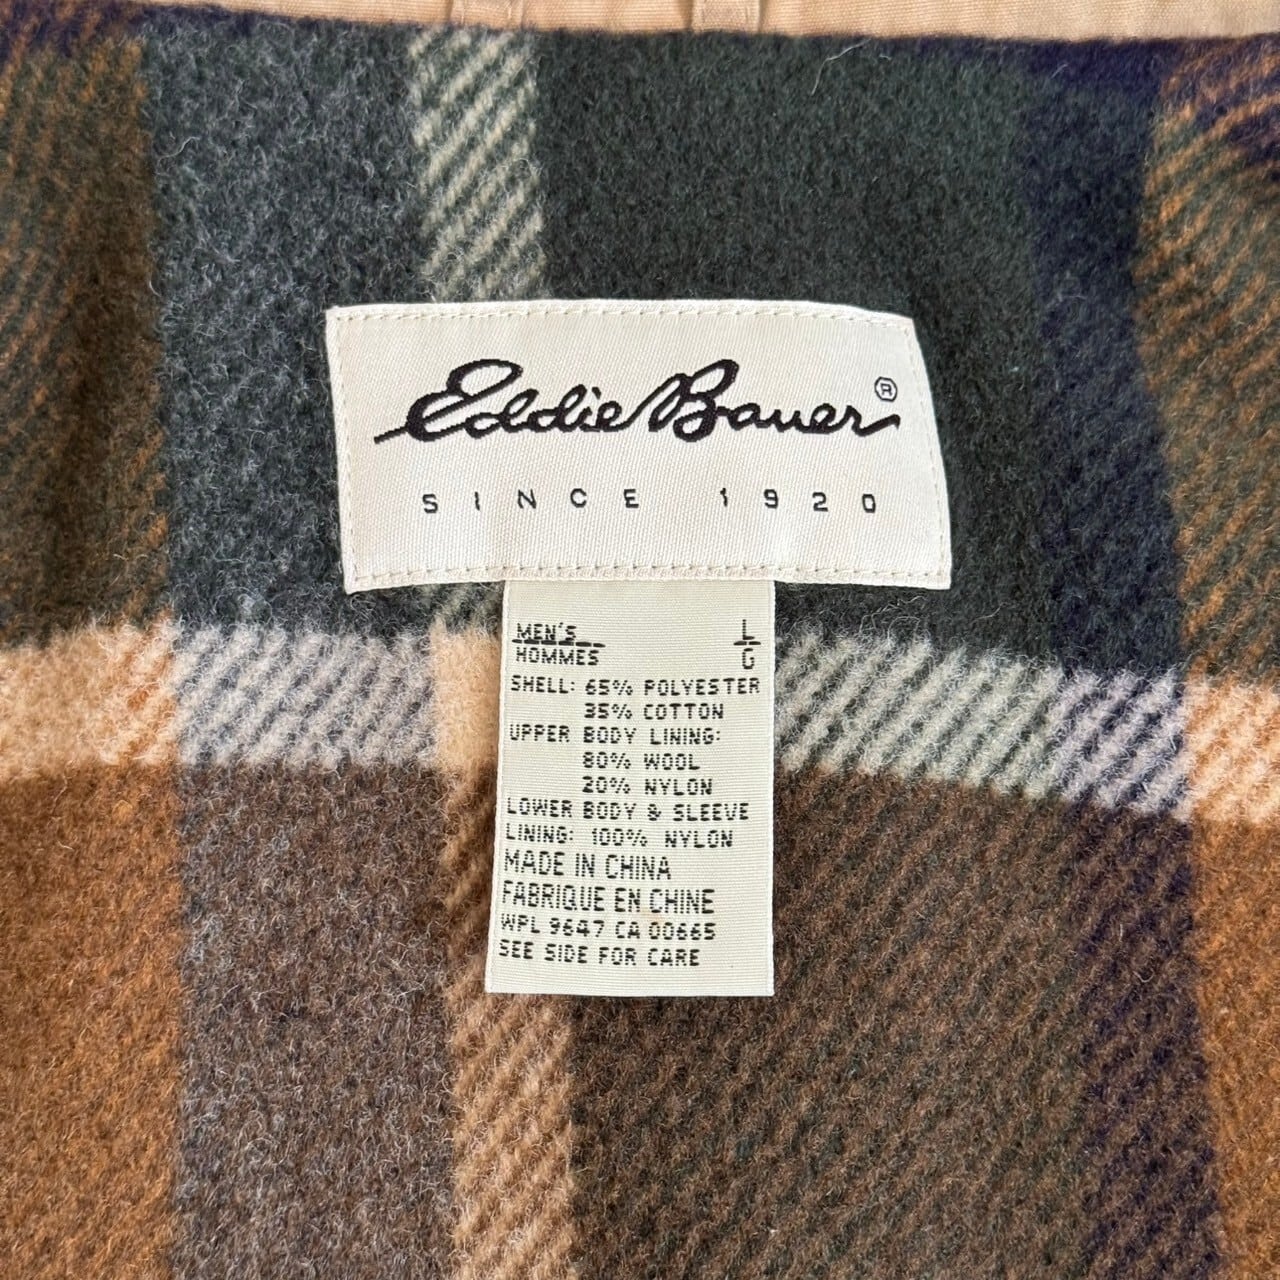 Eddie Bauer®
SINCE 1920
MEN'S L
HOMMES G
SHELL: 65% POLYESTER
35% COTTON
UPPER BODY LINING:
80% WOOL
20% NYLON
LOWER BODY & SLEEVE
LINING: 100% NYLON
MADE IN CHINA
FABRIQUE EN CHINE
WPL 9647 CA 00665
SEE SIDE FOR CARE